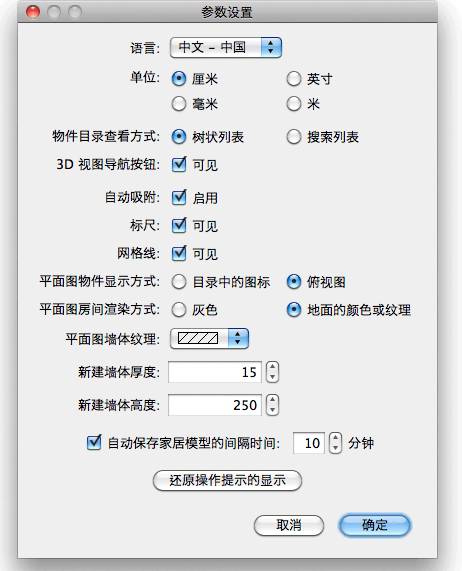 参数设置
语言: 中文 – 中国
单位: 厘米 英寸
毫米 米
物件目录查看方式: 树状列表 搜索列表
3D 视图导航按钮: 可见
自动吸附: 启用
标尺: 可见
网格线: 可见
平面图物件显示方式: 目录中的图标 俯视图
平面图房间渲染方式: 灰色 地面的颜色或纹理
平面图墙体纹理:
新建墙体厚度: 15
新建墙体高度: 250
自动保存家居模型的间隔时间: 10 分钟
还原操作提示的显示
取消 确定